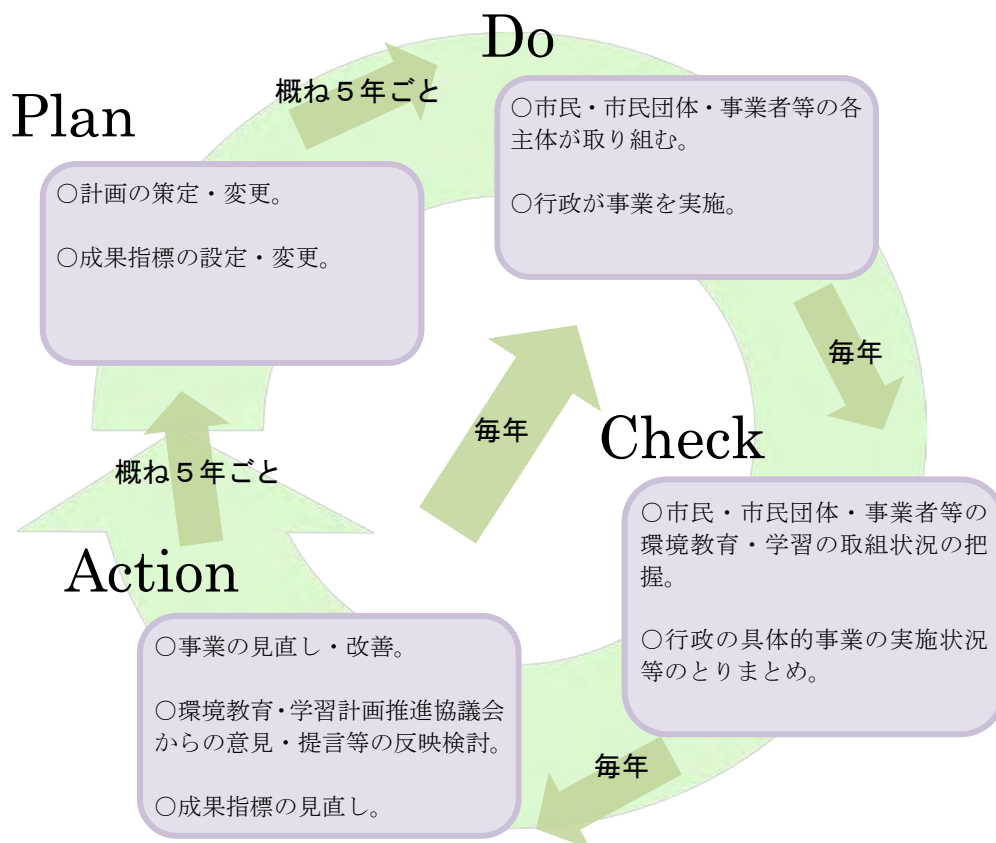 Plan
○計画の策定・変更。
○成果指標の設定・変更。
概ね５年ごと
Do
○市民・市民団体・事業者等の各
主体が取り組む。
○行政が事業を実施。
毎年
Check
○市民・市民団体・事業者等の
環境教育・学習の取組状況の把
握。
○行政の具体的事業の実施状況
等のとりまとめ。
毎年
Action
○事業の見直し・改善。
○環境教育・学習計画推進協議会
からの意見・提言等の反映検討。
○成果指標の見直し。
概ね５年ごと
毎年